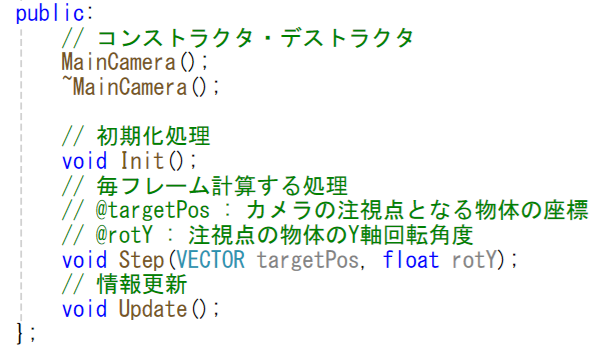 public:
// コンストラクタ・デストラクタ
MainCamera();
~MainCamera();
// 初期化処理
void Init();
// 毎フレーム計算する処理
// @targetPos : カメラの注視点となる物体の座標
// @rotY : 注視点の物体のY軸回転角度
void Step(VECTOR targetPos, float rotY);
// 情報更新
void Update();
};